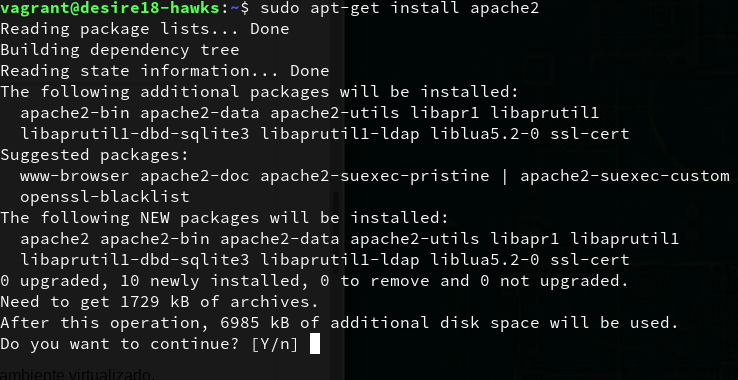 vagrant@desire18-hawks:~$ sudo apt-get install apache2
Reading package lists... Done
Building dependency tree
Reading state information... Done
The following additional packages will be installed:
apache2-bin apache2-data apache2-utils libapr1 libaprutil1
libaprutil1-dbd-sqlite3 libaprutil1-ldap liblua5.2-0 ssl-cert
Suggested packages:
www-browser apache2-doc apache2-suexec-pristine | apache2-suexec-custom
openssl-blacklist
The following NEW packages will be installed:
apache2 apache2-bin apache2-data apache2-utils libapr1 libaprutil1
libaprutil1-dbd-sqlite3 libaprutil1-ldap liblua5.2-0 ssl-cert
0 upgraded, 10 newly installed, 0 to remove and 0 not upgraded.
Need to get 1729 kB of archives.
After this operation, 6985 kB of additional disk space will be used.
Do you want to continue? [Y/n]
ambiente virtualizado